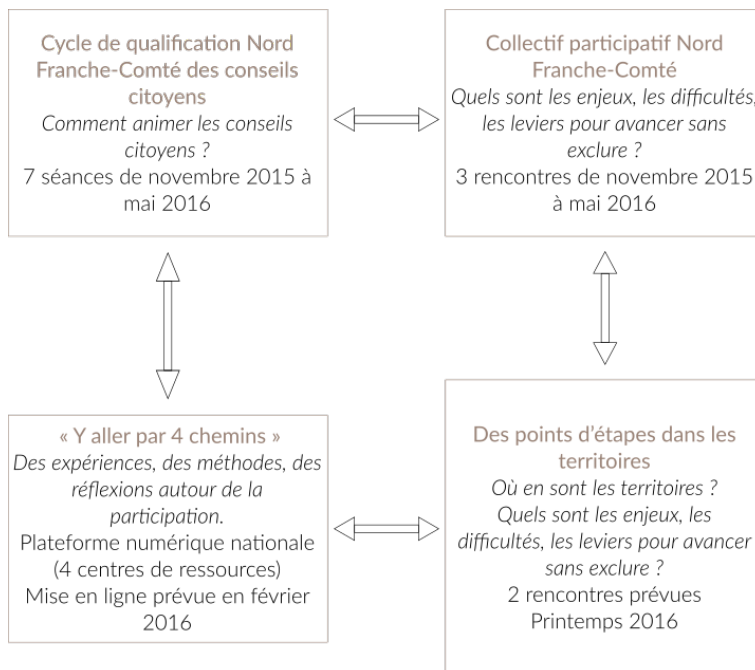 Cycle de qualification Nord
Franche-Comté des conseils
citoyens
Comment animer les conseils
citoyens ?
7 séances de novembre 2015 à
mai 2016
Collectif participatif Nord
Franche-Comté
Quels sont les enjeux, les difficultés,
les leviers pour avancer sans
exclure ?
3 rencontres de novembre 2015
à mai 2016
« Y aller par 4 chemins »
Des expériences, des méthodes, des
réflexions autour de la
participation.
Plateforme numérique nationale
(4 centres de ressources)
Mise en ligne prévue en février
2016
Des points d’étapes dans les
territoires
Où en sont les territoires ?
Quels sont les enjeux, les
difficultés, les leviers pour avancer
sans exclure ?
2 rencontres prévues
Printemps 2016